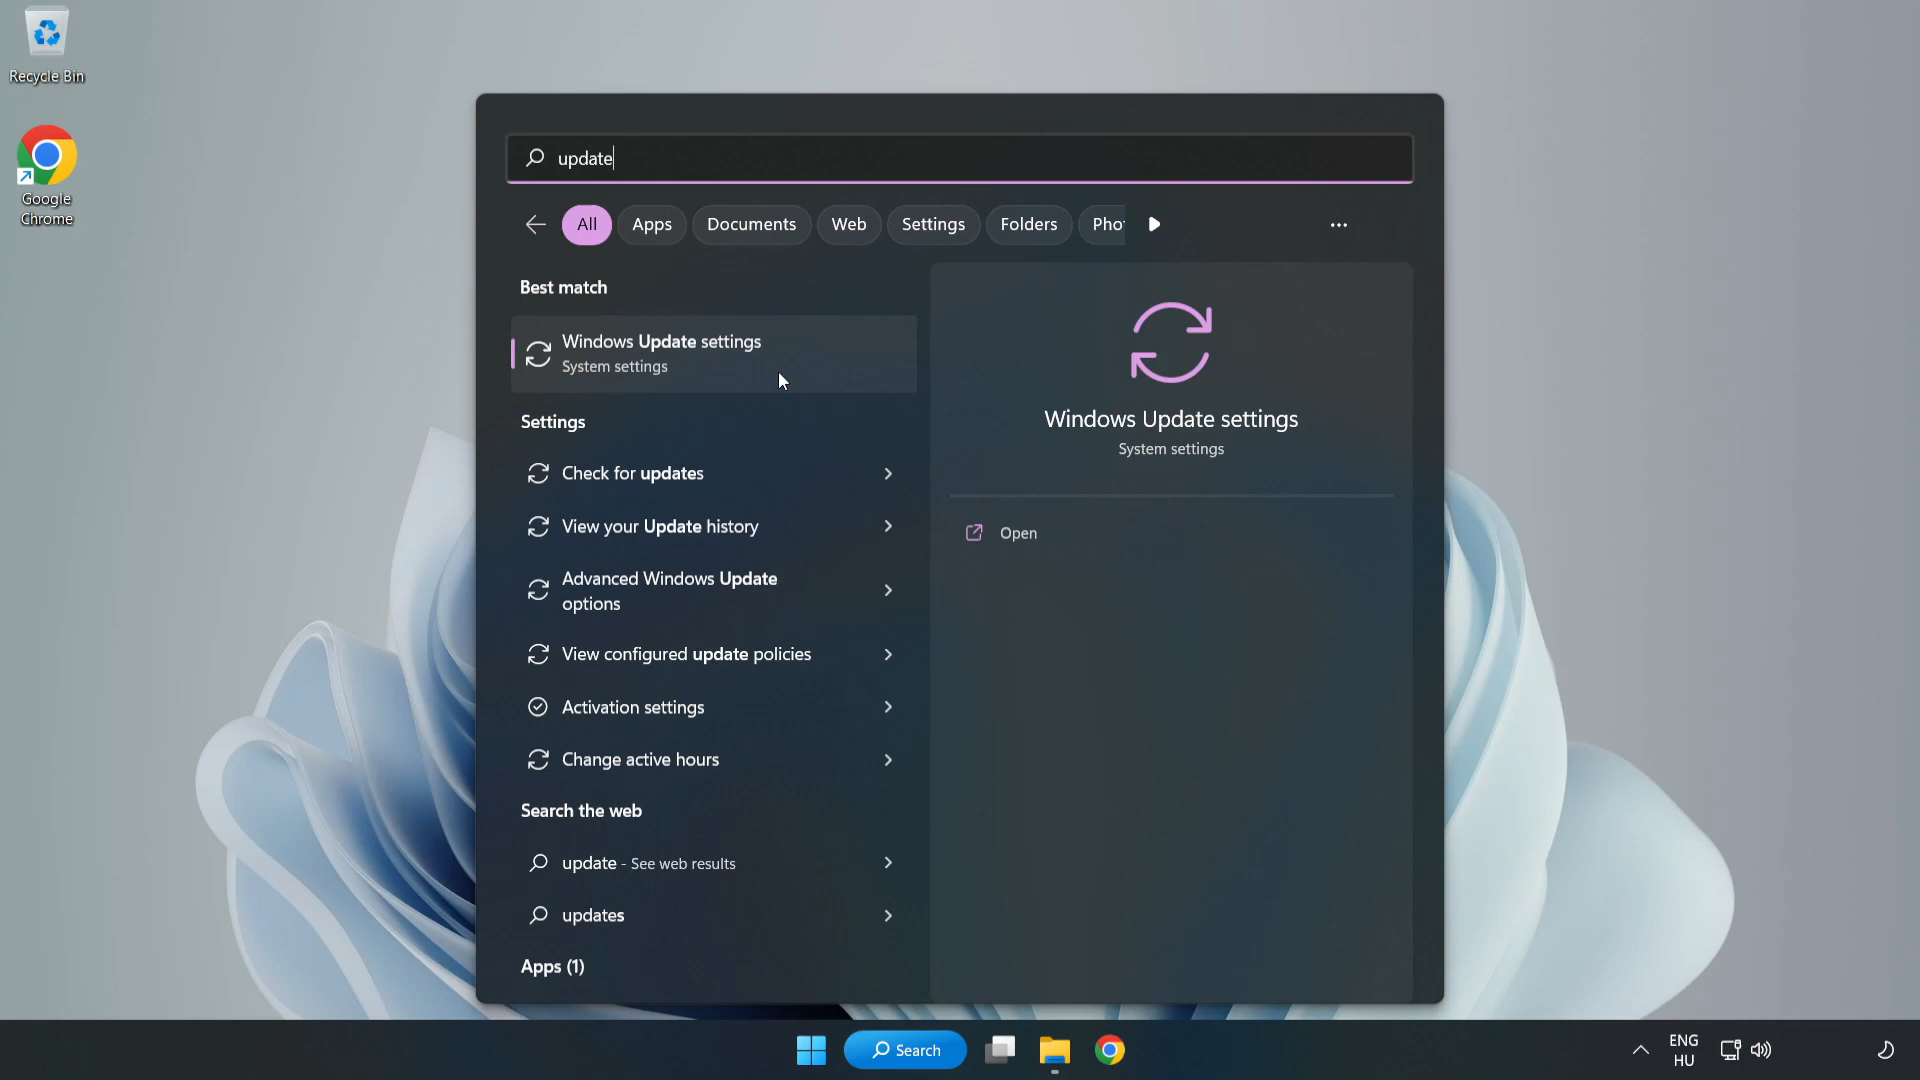 Recycle Bin
Google
Chrome
update
All
Apps
Documents
Web
Settings
Folders
Pho
Best match
Windows Update settings
System settings
Settings
Check for updates
View your Update history
Advanced Windows Update
options
View configured update policies
Activation settings
Change active hours
Search the web
update - See web results
updates
Apps (1)
Windows Update settings
System settings
Open
Search
ENG
HU